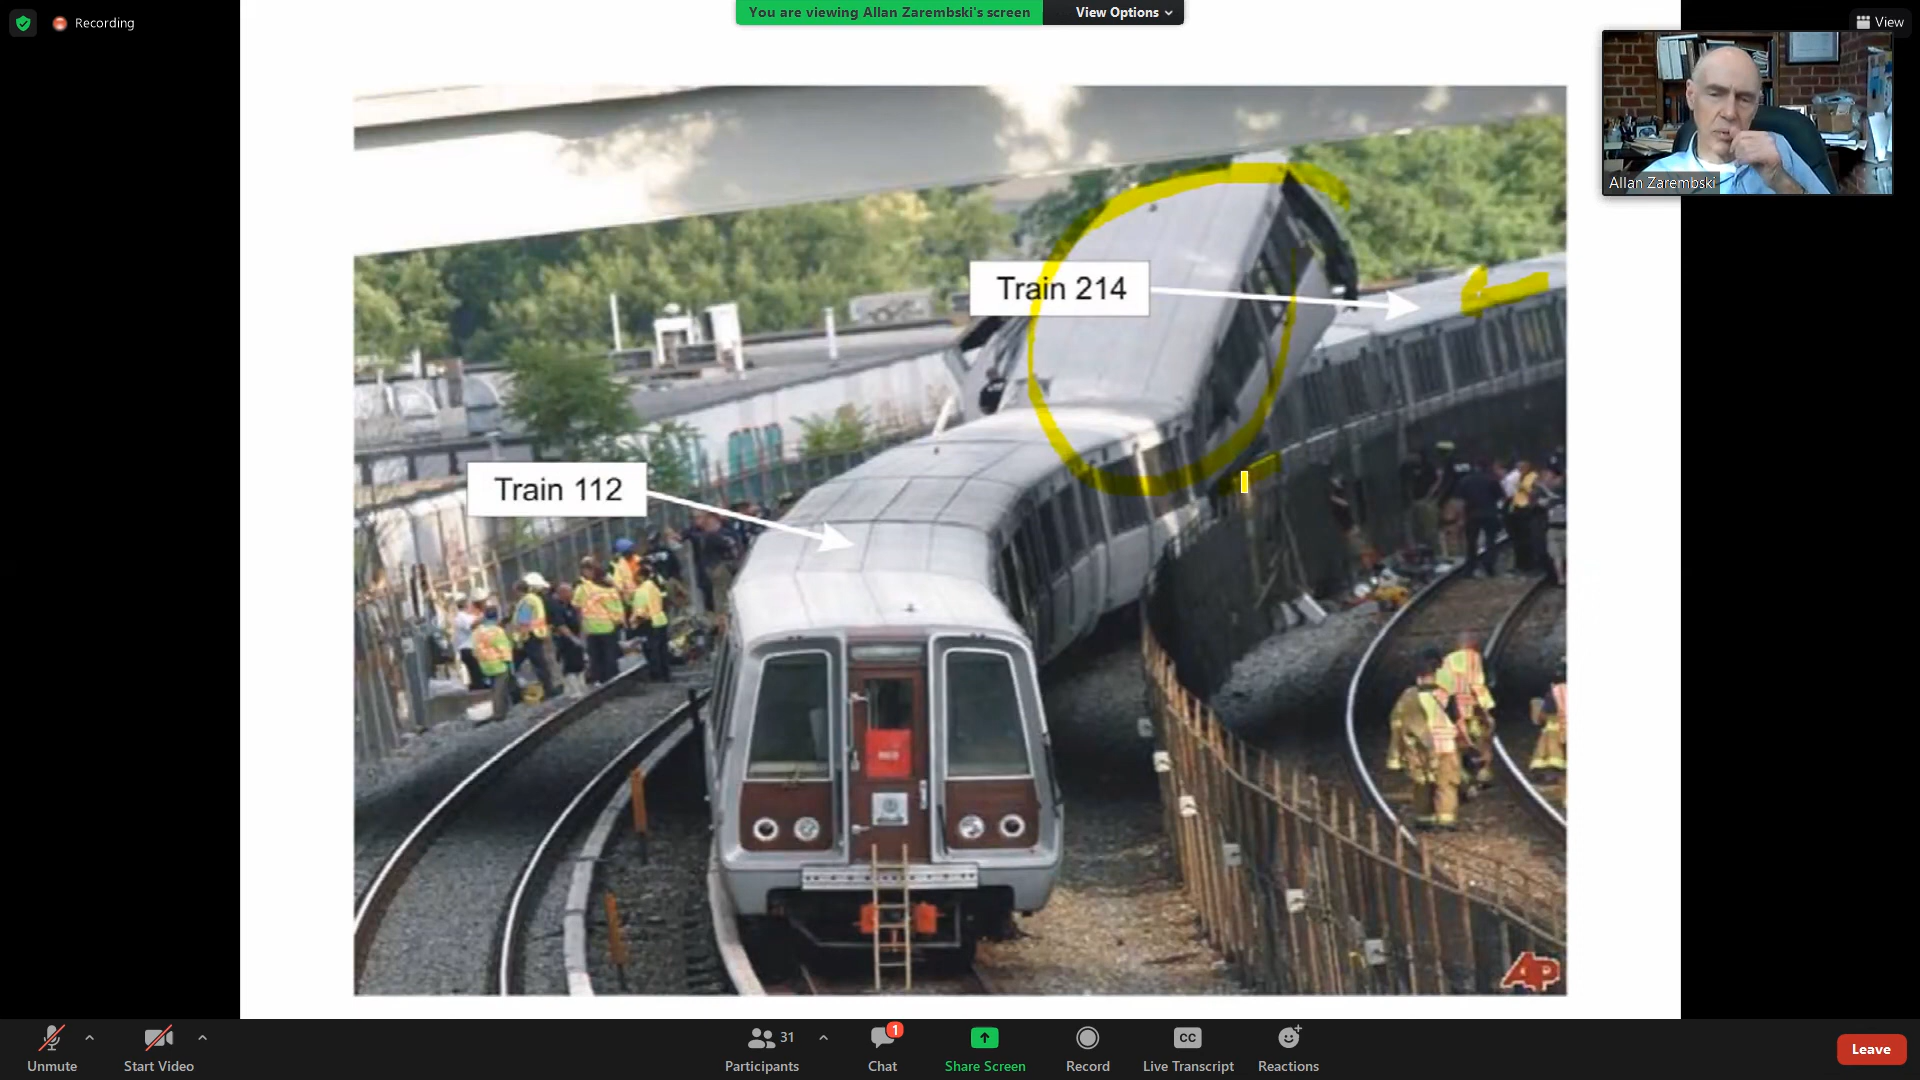 Recording
You are viewing Allan Zarembski's screen
View Options
View
Allan Zarembski
Train 214
Train 112
RED
AP
Unmute
Start Video
31
Participants
1
Chat
Share Screen
Record
CC
Live Transcript
Reactions
Leave